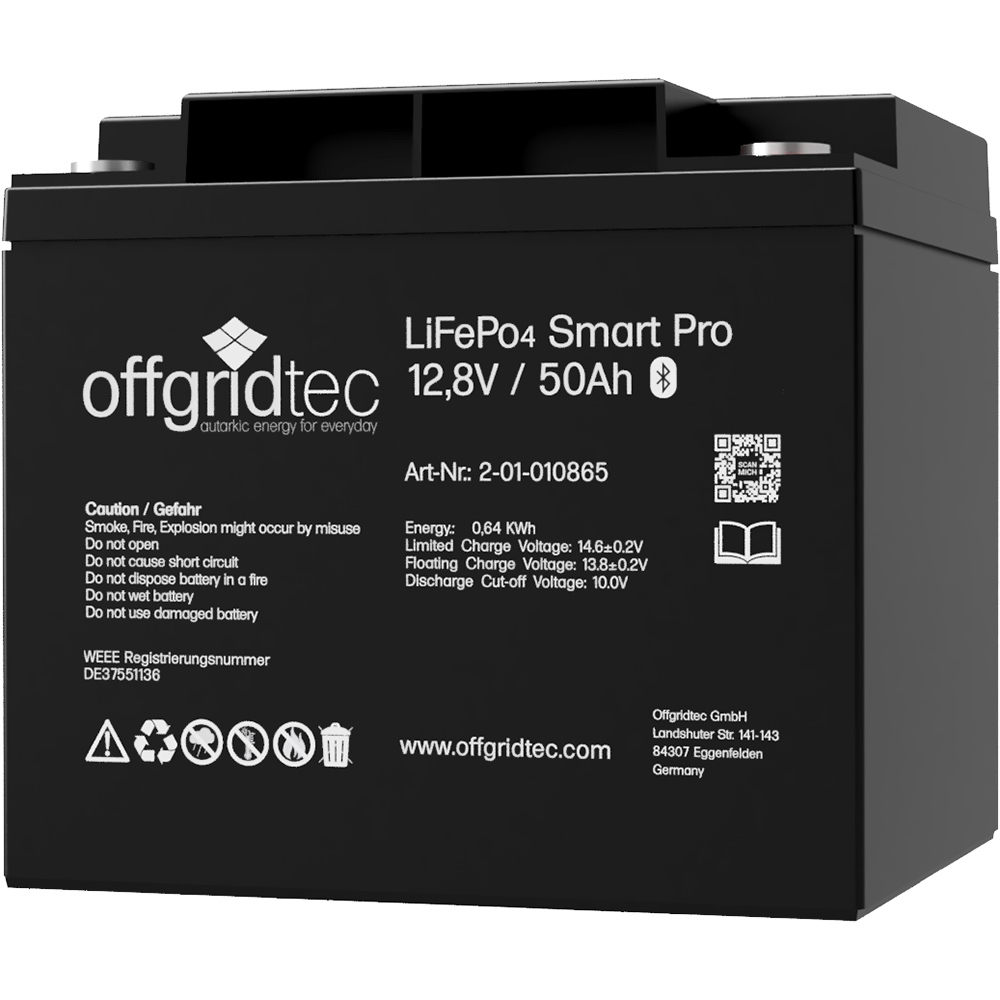 offgridtec
autarkic energy for everyday
LiFePo4 Smart Pro
12,8V / 50Ah
Art-Nr.: 2-01-010865
SCAN
MICH
Caution / Gefahr
Smoke, Fire, Explosion might occur by misuse
Do not open
Do not cause short circuit
Do not dispose battery in a fire
Do not wet battery
Do not use damaged battery
Energy: 0,64 KWh
Limited Charge Voltage: 14.6±0.2V
Floating Charge Voltage: 13.8±0.2V
Discharge Cut-off Voltage: 10.0V
WEEE Registrierungsnummer
DE37551136
www.offgridtec.com
Offgridtec GmbH
Landshuter Str. 141-143
84307 Eggenfelden
Germany